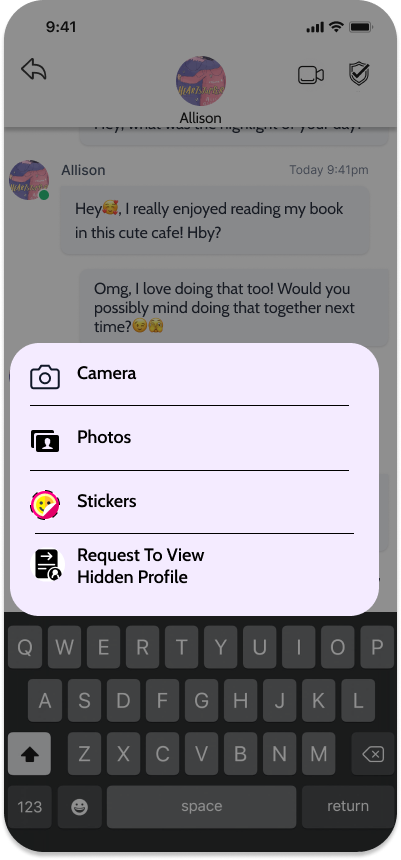 9:41
Allison
Hey, what was the highlight of your day?
Allison
Today 9:41pm
Hey🥰, I really enjoyed reading my book
in this cute cafe! Hby?
Omg, I love doing that too! Would you
possibly mind doing that together next
time?😉🫣
Camera
Photos
Stickers
Request To View
Hidden Profile
Q W E R T Y U I O P
A S D F G H J K L
Z X C V B N M
123 space return